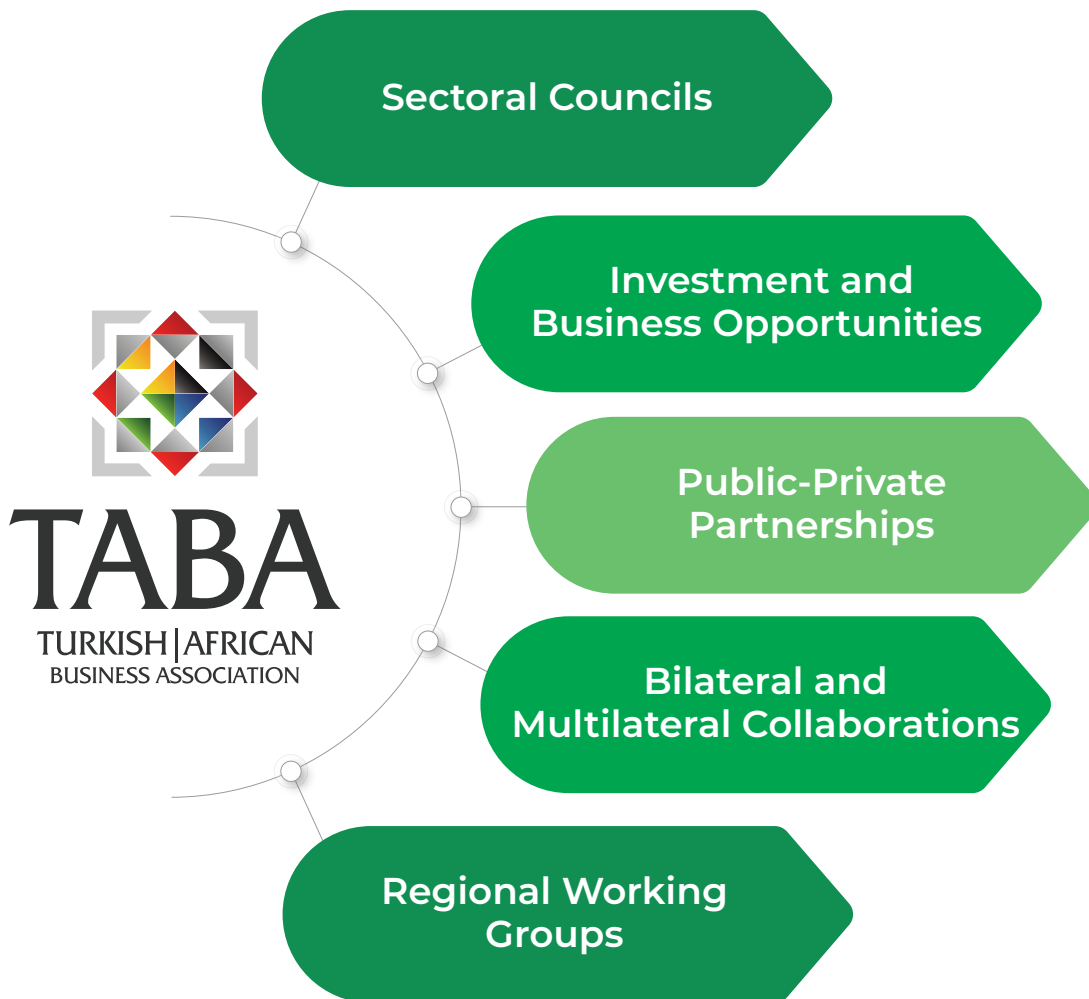 Sectoral Councils
Investment and
Business Opportunities
Public-Private
Partnerships
TABA
TURKISH|AFRICAN
BUSINESS ASSOCIATION
Bilateral and
Multilateral Collaborations
Regional Working
Groups